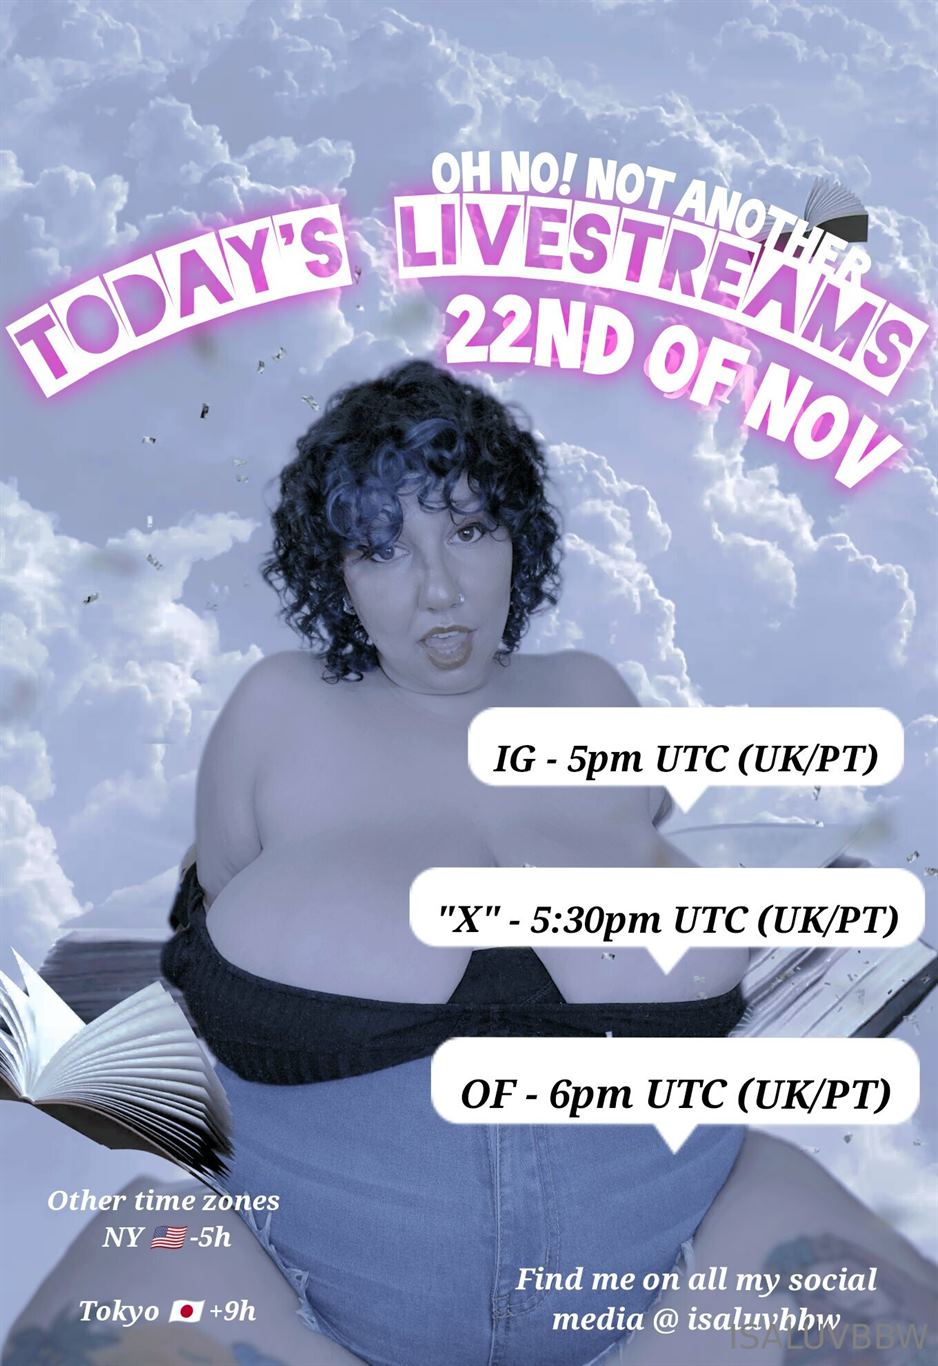 OH NO! NOT ANOTHER
TODAY'S LIVESTREAMS
22ND OF NOV
IG - 5pm UTC (UK/PT)
"X" - 5:30pm UTC (UK/PT)
OF - 6pm UTC (UK/PT)
Other time zones
NY 🇺🇸 -5h
Tokyo 🇯🇵 +9h
Find me on all my social
media @ isaluvbbw
ISALUVBBW